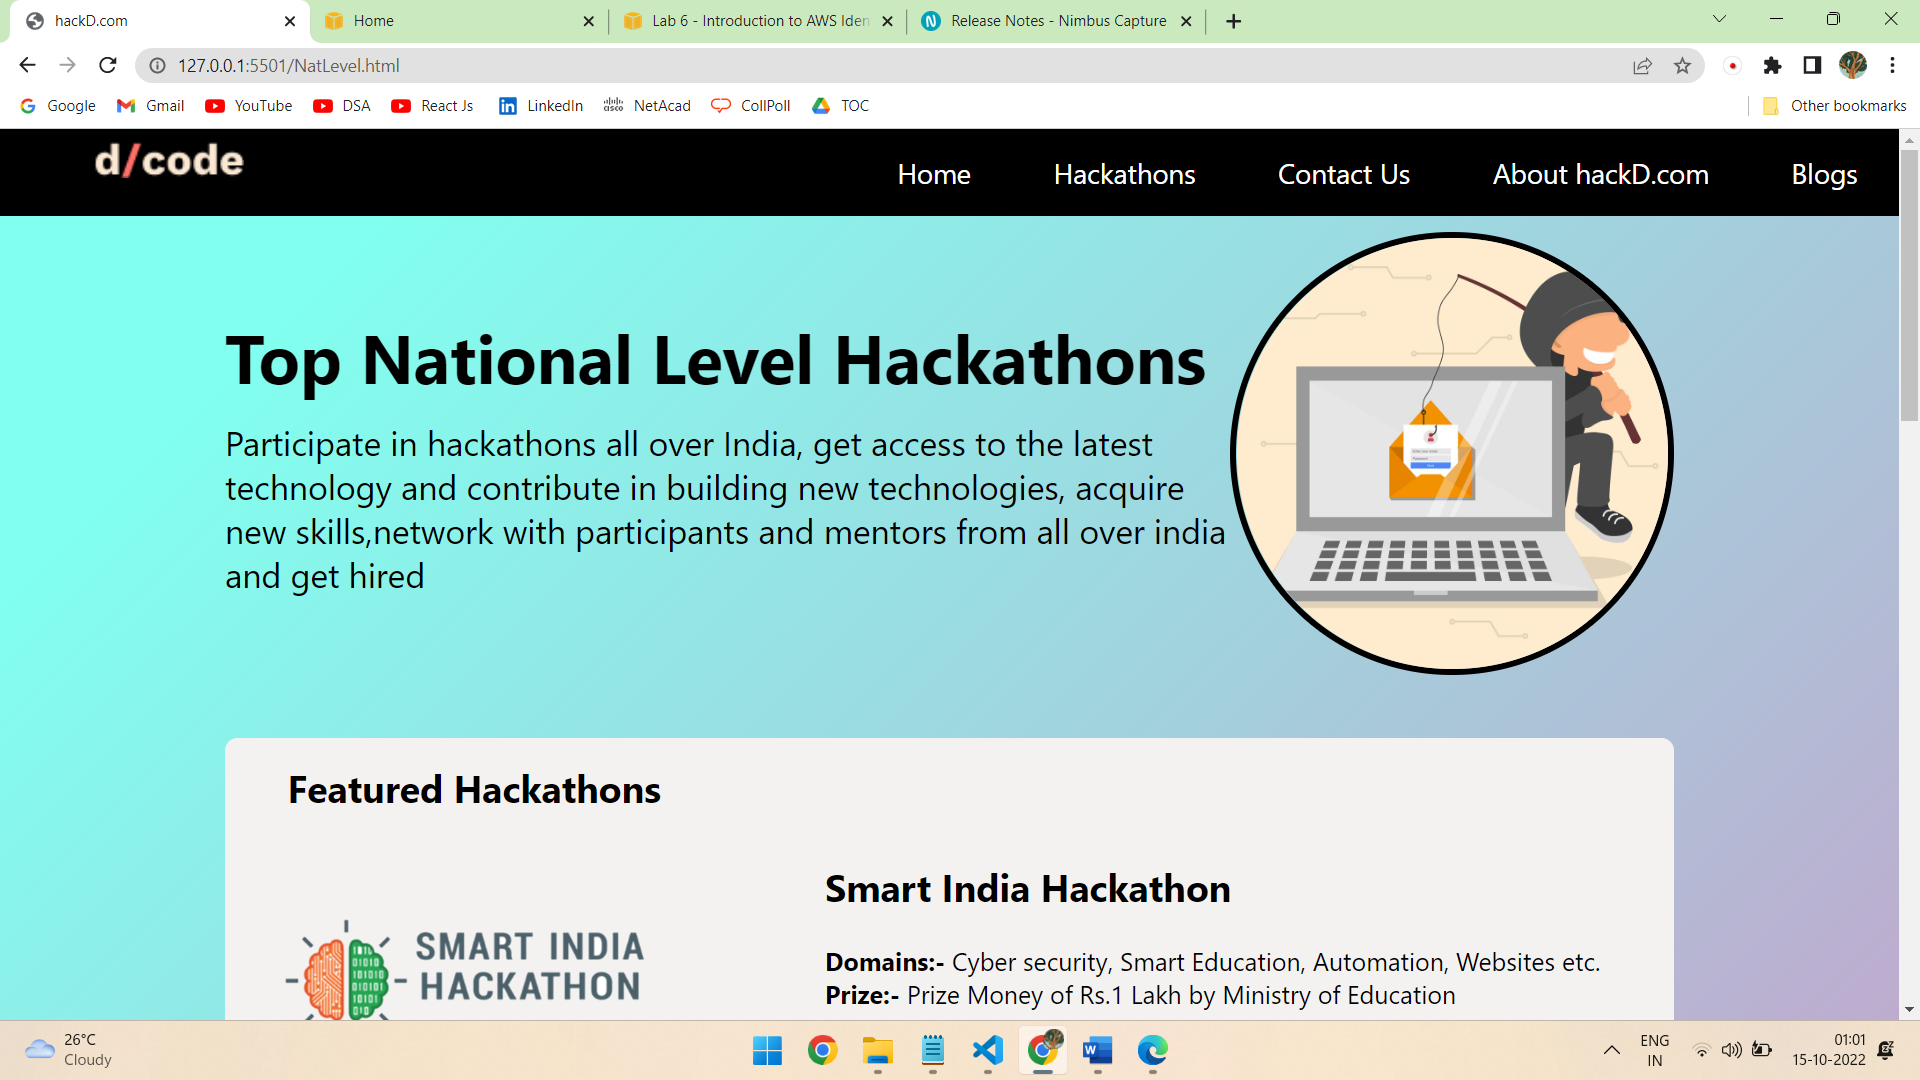 hackD.com
Home
Lab 6 - Introduction to AWS Iden
Release Notes - Nimbus Capture
127.0.0.1:5501/NatLevel.html
Google
Gmail
YouTube
DSA
React Js
LinkedIn
NetAcad
CollPoll
TOC
Other bookmarks
d/code
Home
Hackathons
Contact Us
About hackD.com
Blogs
Top National Level Hackathons
Participate in hackathons all over India, get access to the latest
technology and contribute in building new technologies, acquire
new skills,network with participants and mentors from all over india
and get hired
Featured Hackathons
SMART INDIA
HACKATHON
Smart India Hackathon
Domains:- Cyber security, Smart Education, Automation, Websites etc.
Prize:- Prize Money of Rs.1 Lakh by Ministry of Education
26°C
Cloudy
ENG
IN
01:01
15-10-2022